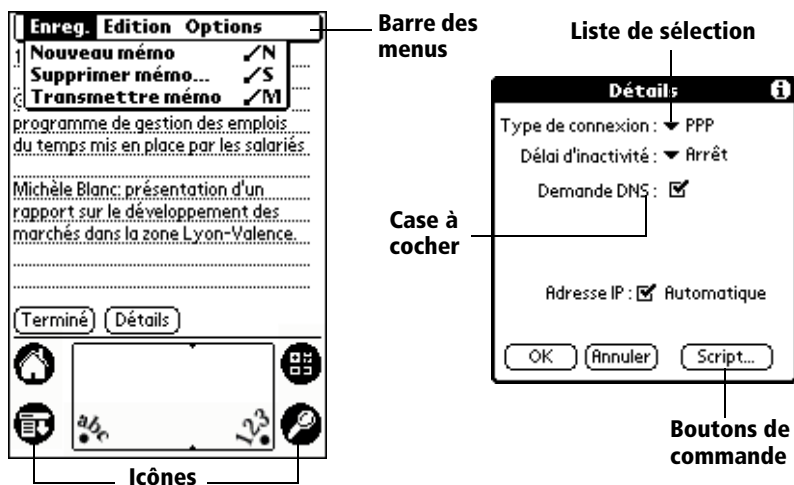 Enreg. Edition Options
Nouveau mémo ✓N
Supprimer mémo... ✓S
Transmettre mémo ✓M
programme de gestion des emplois
du temps mis en place par les salariés
Michèle Blanc: présentation d'un
rapport sur le développement des
marchés dans la zone Lyon-Valence.
Terminé Détails
abc 123
Icônes
Barre des
menus
Liste de sélection
Détails i
Type de connexion : PPP
Délai d'inactivité : Arrêt
Demande DNS :
Case à
cocher
Adresse IP : Automatique
OK Annuler Script...
Boutons de
commande